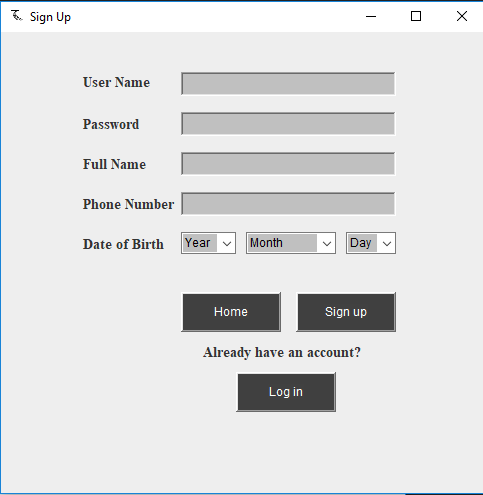 Sign Up
User Name
Password
Full Name
Phone Number
Date of Birth Year Month Day
Home Sign up
Already have an account?
Log in